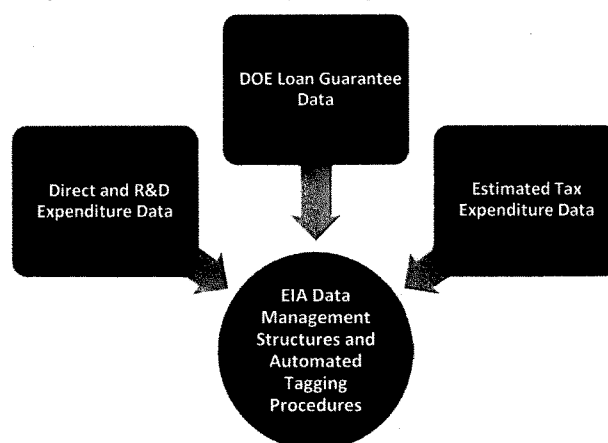 DOE Loan Guarantee
Data
Direct and R&D
Expenditure Data
Estimated Tax
Expenditure Data
EIA Data
Management
Structures and
Automated
Tagging
Procedures